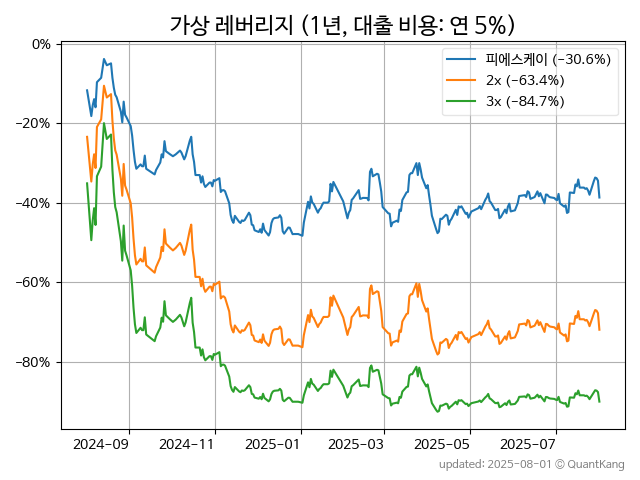 가상 레버리지 (1년, 대출 비용: 연 5%)
피에스케이 (−30.6%)
2x (−63.4%)
3x (−84.7%)
0%
−20%
−40%
−60%
−80%
2024-09 2024-11 2025-01 2025-03 2025-05 2025-07
updated: 2025-08-01 © QuantKang